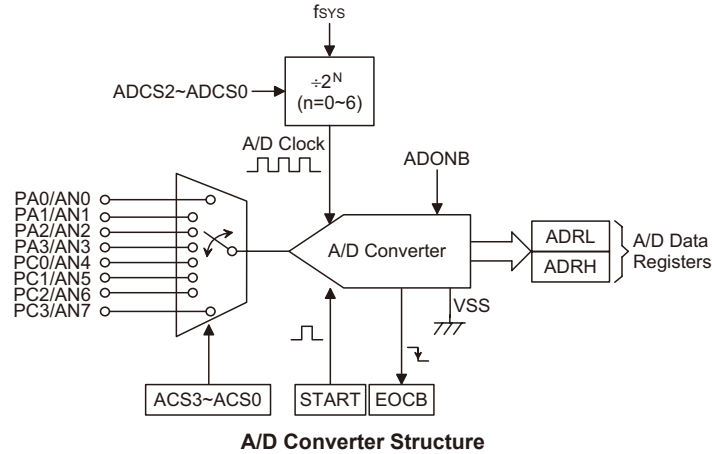 fSYS
÷2N
(n=0~6)
ADCS2~ADCS0
A/D Clock
ADONB
PA0/AN0
PA1/AN1
PA2/AN2
PA3/AN3
PC0/AN4
PC1/AN5
PC2/AN6
PC3/AN7
A/D Converter
ADRL
ADRH
A/D Data
Registers
VSS
ACS3~ACS0
START
EOCB
A/D Converter Structure